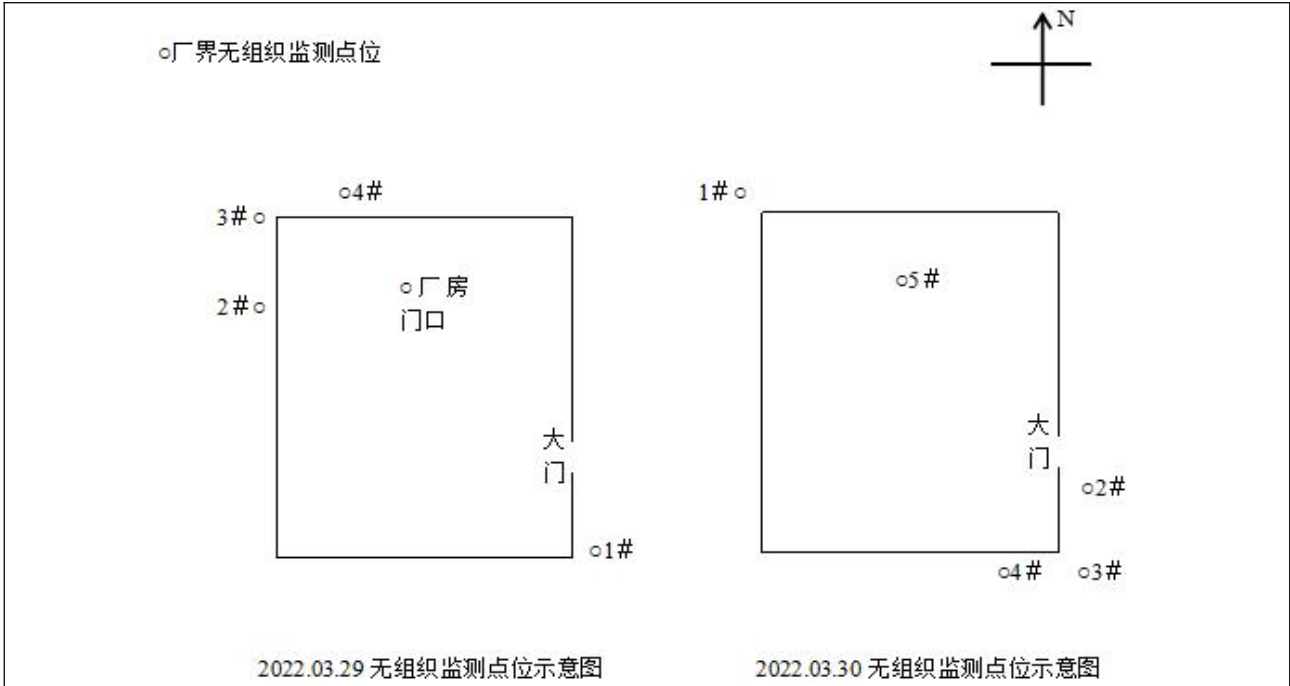 N
○厂界无组织监测点位
○4#
3#○
○厂房
门口
2#○
大
门
○1#
2022.03.29 无组织监测点位示意图
1#○
○5#
大
门
○2#
○4# ○3#
2022.03.30 无组织监测点位示意图